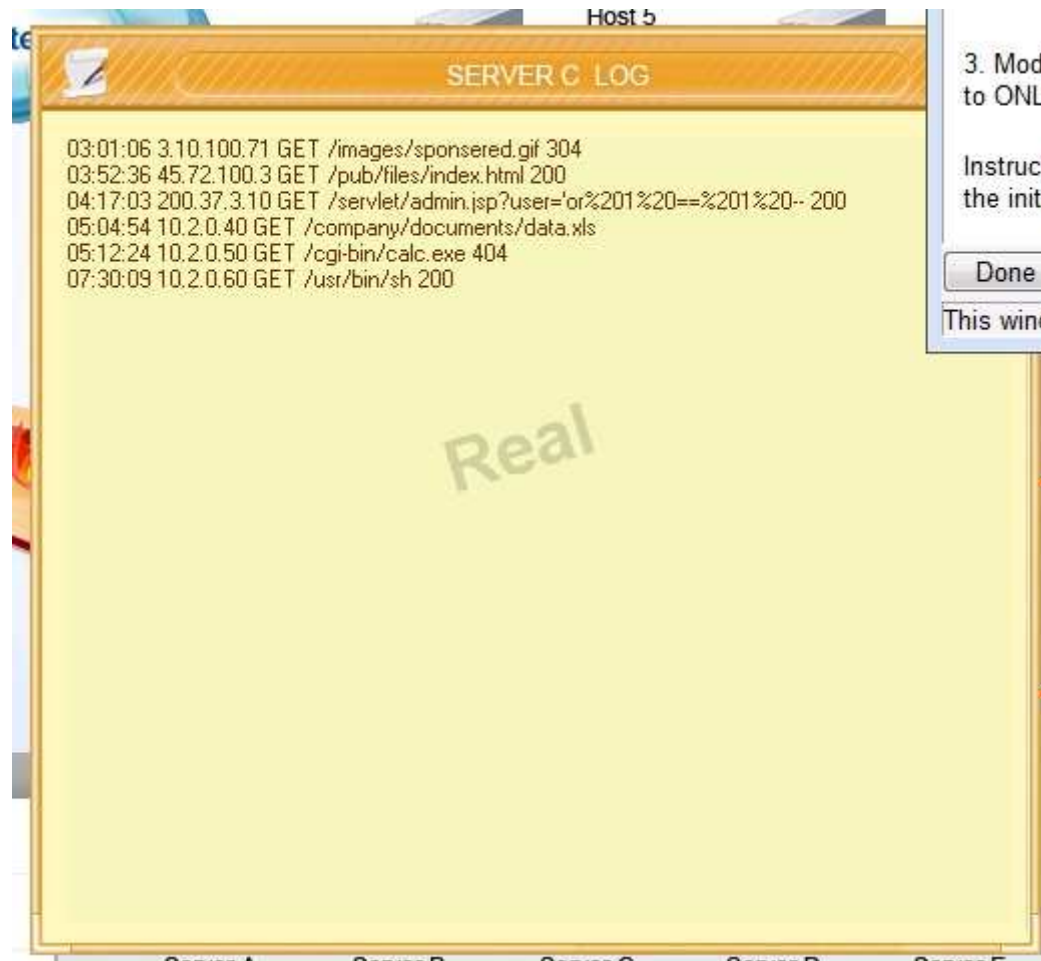 Host 5
SERVER C LOG
03:01:06 3.10.100.71 GET /images/sponsered.gif 304
03:52:36 45.72.100.3 GET /pub/files/index.html 200
04:17:03 200.37.3.10 GET /servlet/admin.jsp?user='or%201%20==%201%20-- 200
05:04:54 10.2.0.40 GET /company/documents/data.xls
05:12:24 10.2.0.50 GET /cgi-bin/calc.exe 404
07:30:09 10.2.0.60 GET /usr/bin/sh 200
Real
3. Mod
to ONL
Instruc
the init
Done
This wind
Server A Server B Server C Server D Server E